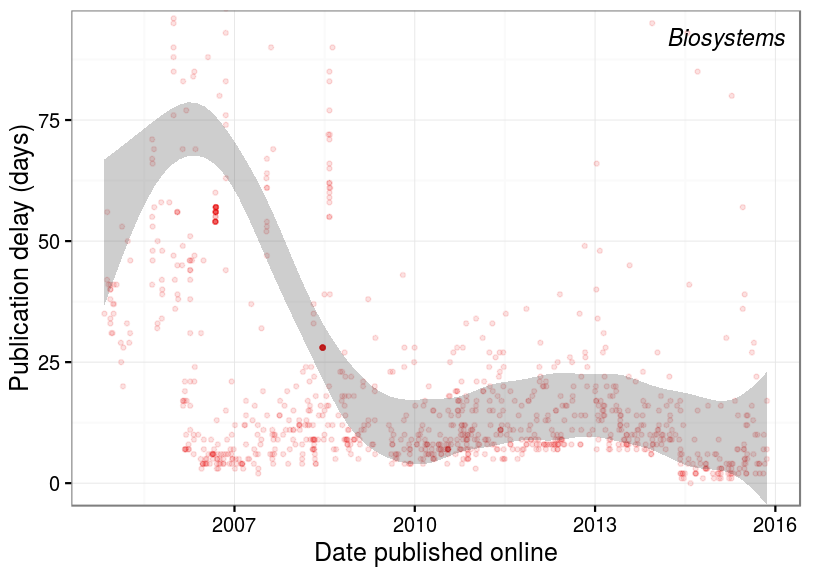 Biosystems
Publication delay (days)
75
50
25
0
2007
2010
2013
2016
Date published online